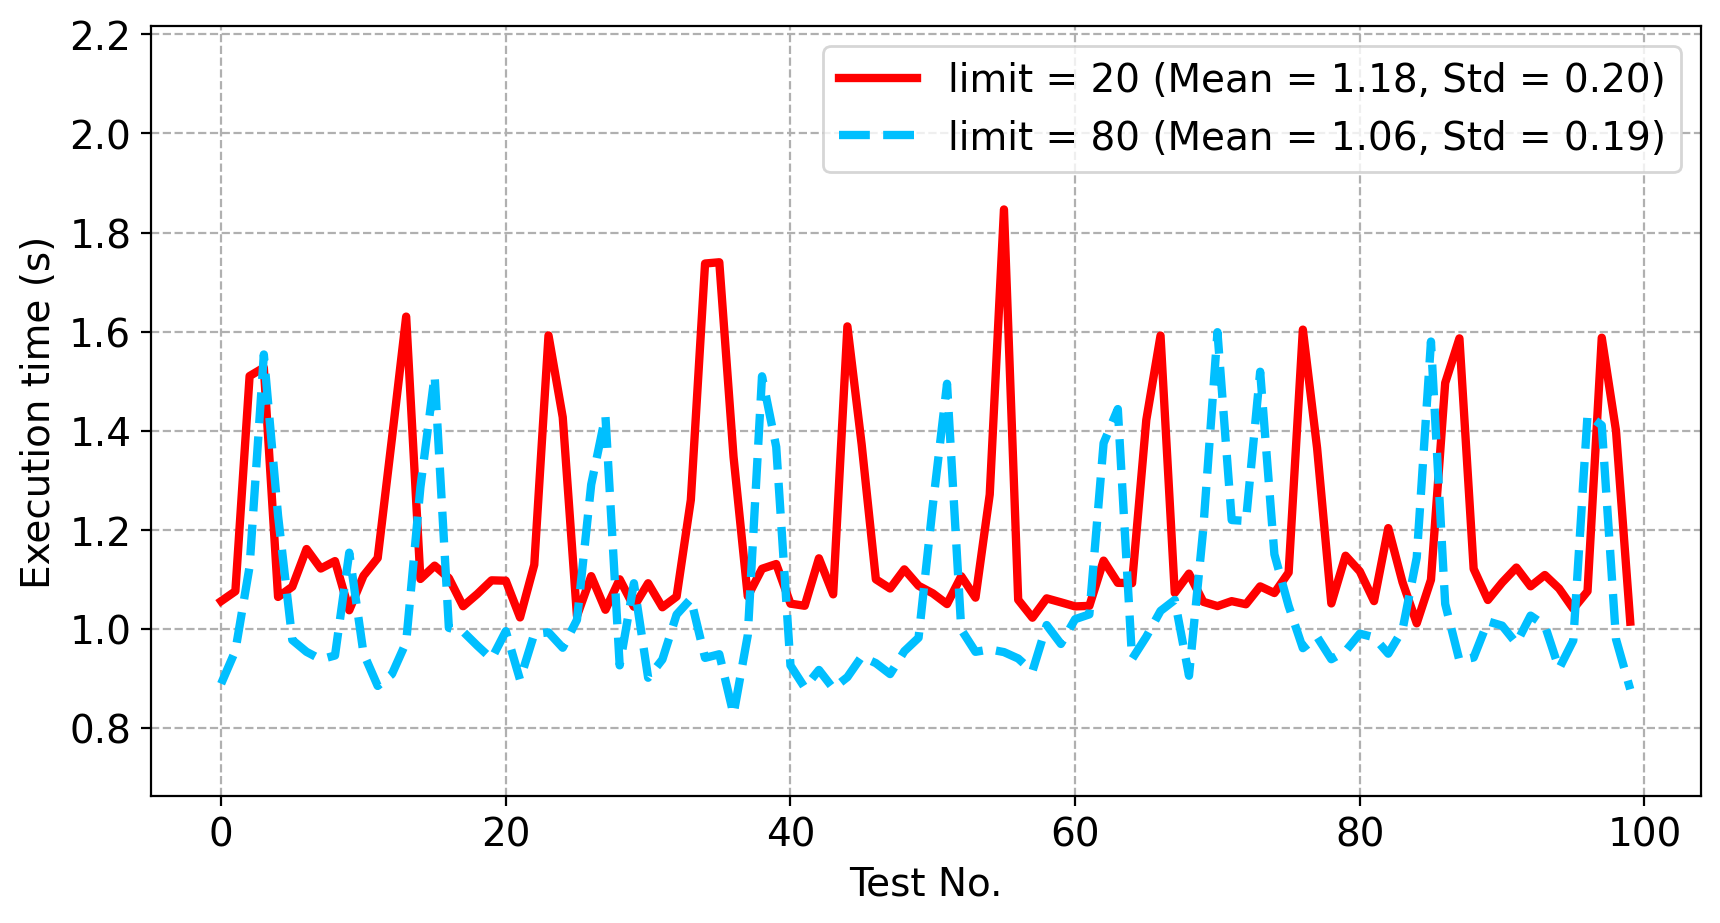 2.2
2.0
1.8
1.6
1.4
1.2
1.0
0.8
Execution time (s)
limit = 20 (Mean = 1.18, Std = 0.20)
limit = 80 (Mean = 1.06, Std = 0.19)
0 20 40 60 80 100
Test No.